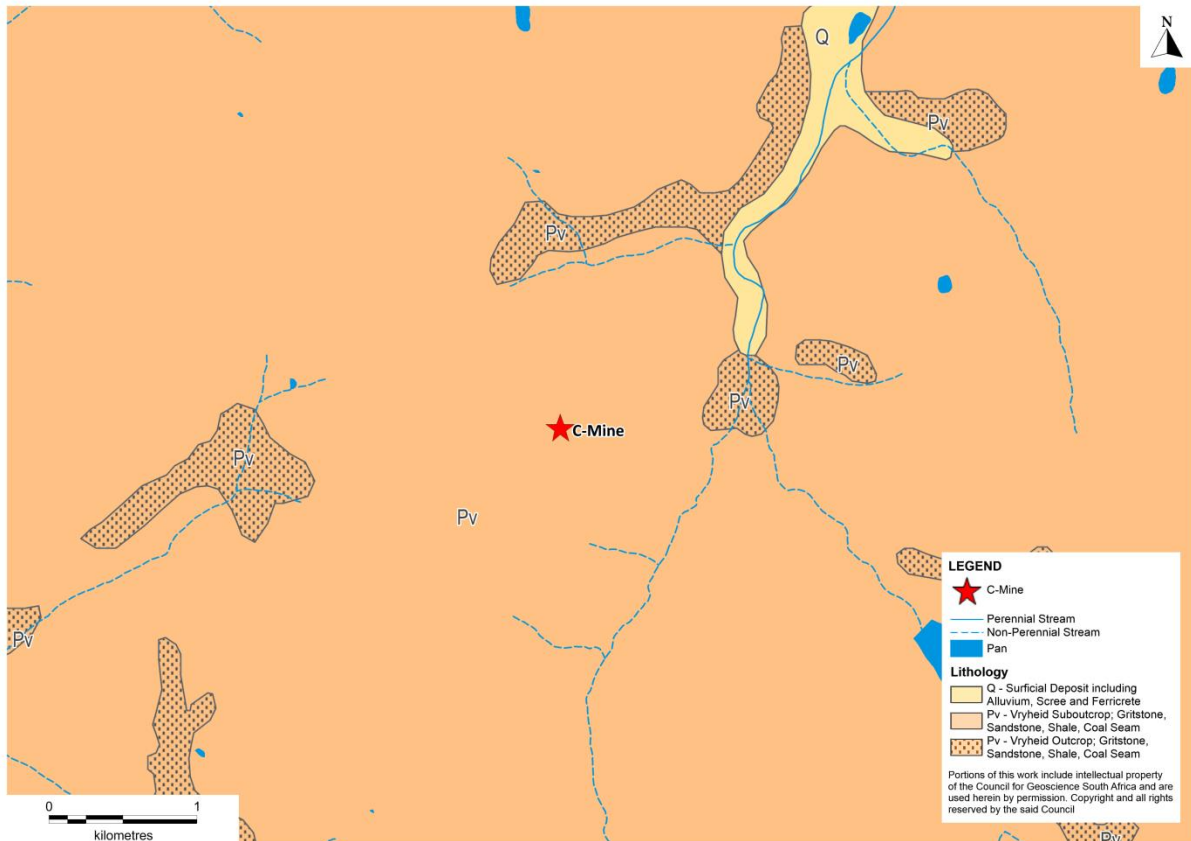 N
Q
Pv
Pv
Pv
Pv
C-Mine
Pv
Pv
Pv
Pv
LEGEND
C-Mine
Perennial Stream
Non-Perennial Stream
Pan
Lithology
Q - Surficial Deposit including
Alluvium, Scree and Ferricrete
Pv - Vryheid Suboutcrop; Gritstone,
Sandstone, Shale, Coal Seam
Pv - Vryheid Outcrop; Gritstone,
Sandstone, Shale, Coal Seam
Portions of this work include intellectual property
of the Council for Geoscience South Africa and are
used herein by permission. Copyright and all rights
reserved by the said Council
0 1
kilometres
Pv